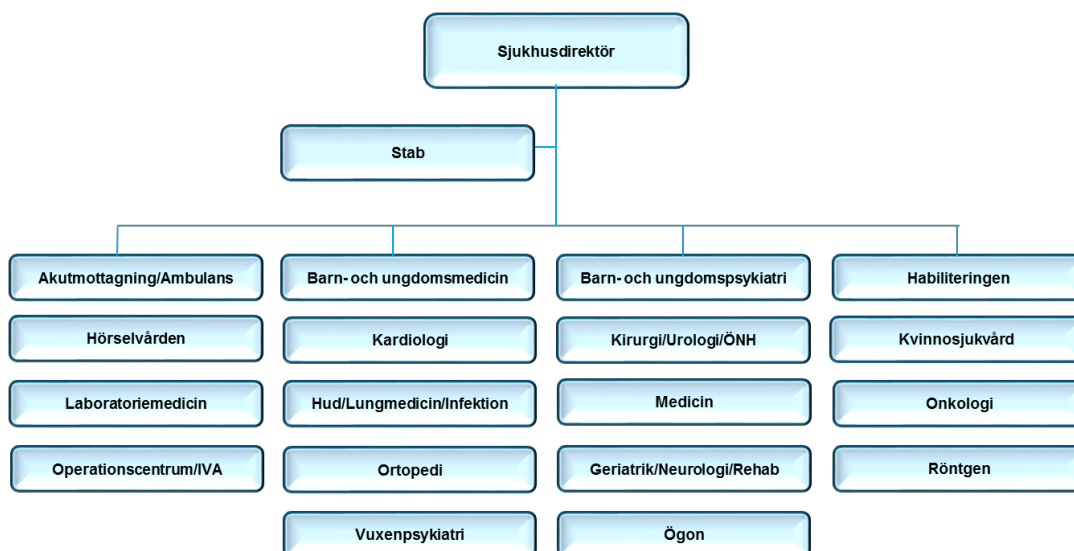 Sjukhusdirektör
Stab
Akutmottagning/Ambulans
Barn- och ungdomsmedicin
Barn- och ungdomspsykiatri
Habiliteringen
Hörselvården
Kardiologi
Kirurgi/Urologi/ÖNH
Kvinnosjukvård
Laboratoriemedicin
Hud/Lungmedicin/Infektion
Medicin
Onkologi
Operationscentrum/IVA
Ortopedi
Geriatrik/Neurologi/Rehab
Röntgen
Vuxenpsykiatri
Ögon